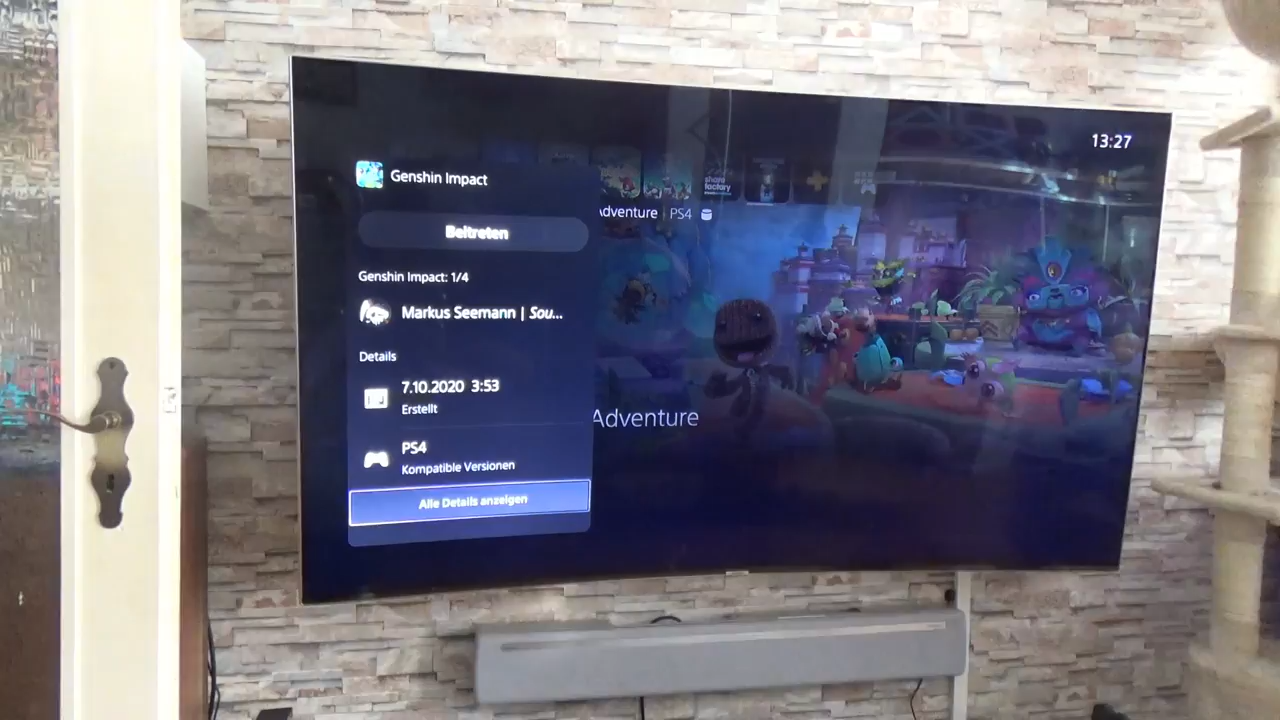 13:27
Genshin Impact
Beitreten
Genshin Impact: 1/4
Markus Seemann | Sou...
Details
7.10.2020 3:53
Erstellt
PS4
Kompatible Versionen
Alle Details anzeigen
share
factory
Adventure PS4
Adventure